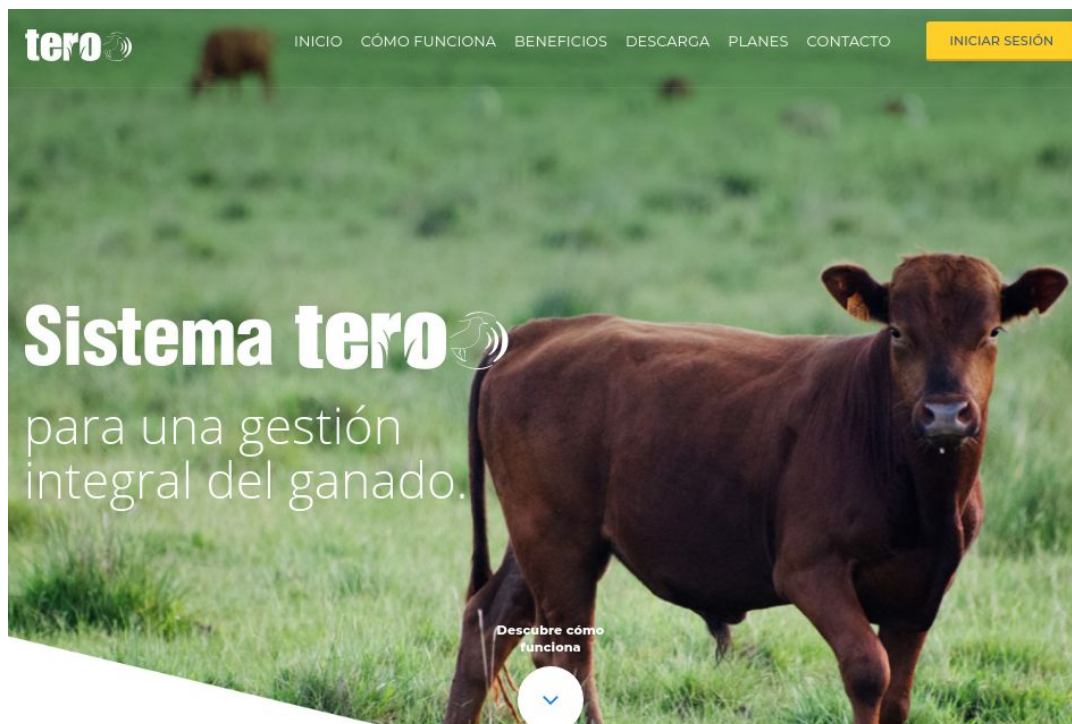 tero
INICIO CÓMO FUNCIONA BENEFICIOS DESCARGA PLANES CONTACTO INICIAR SESIÓN
Sistema tero
para una gestión
integral del ganado.
Descubre cómo
funciona